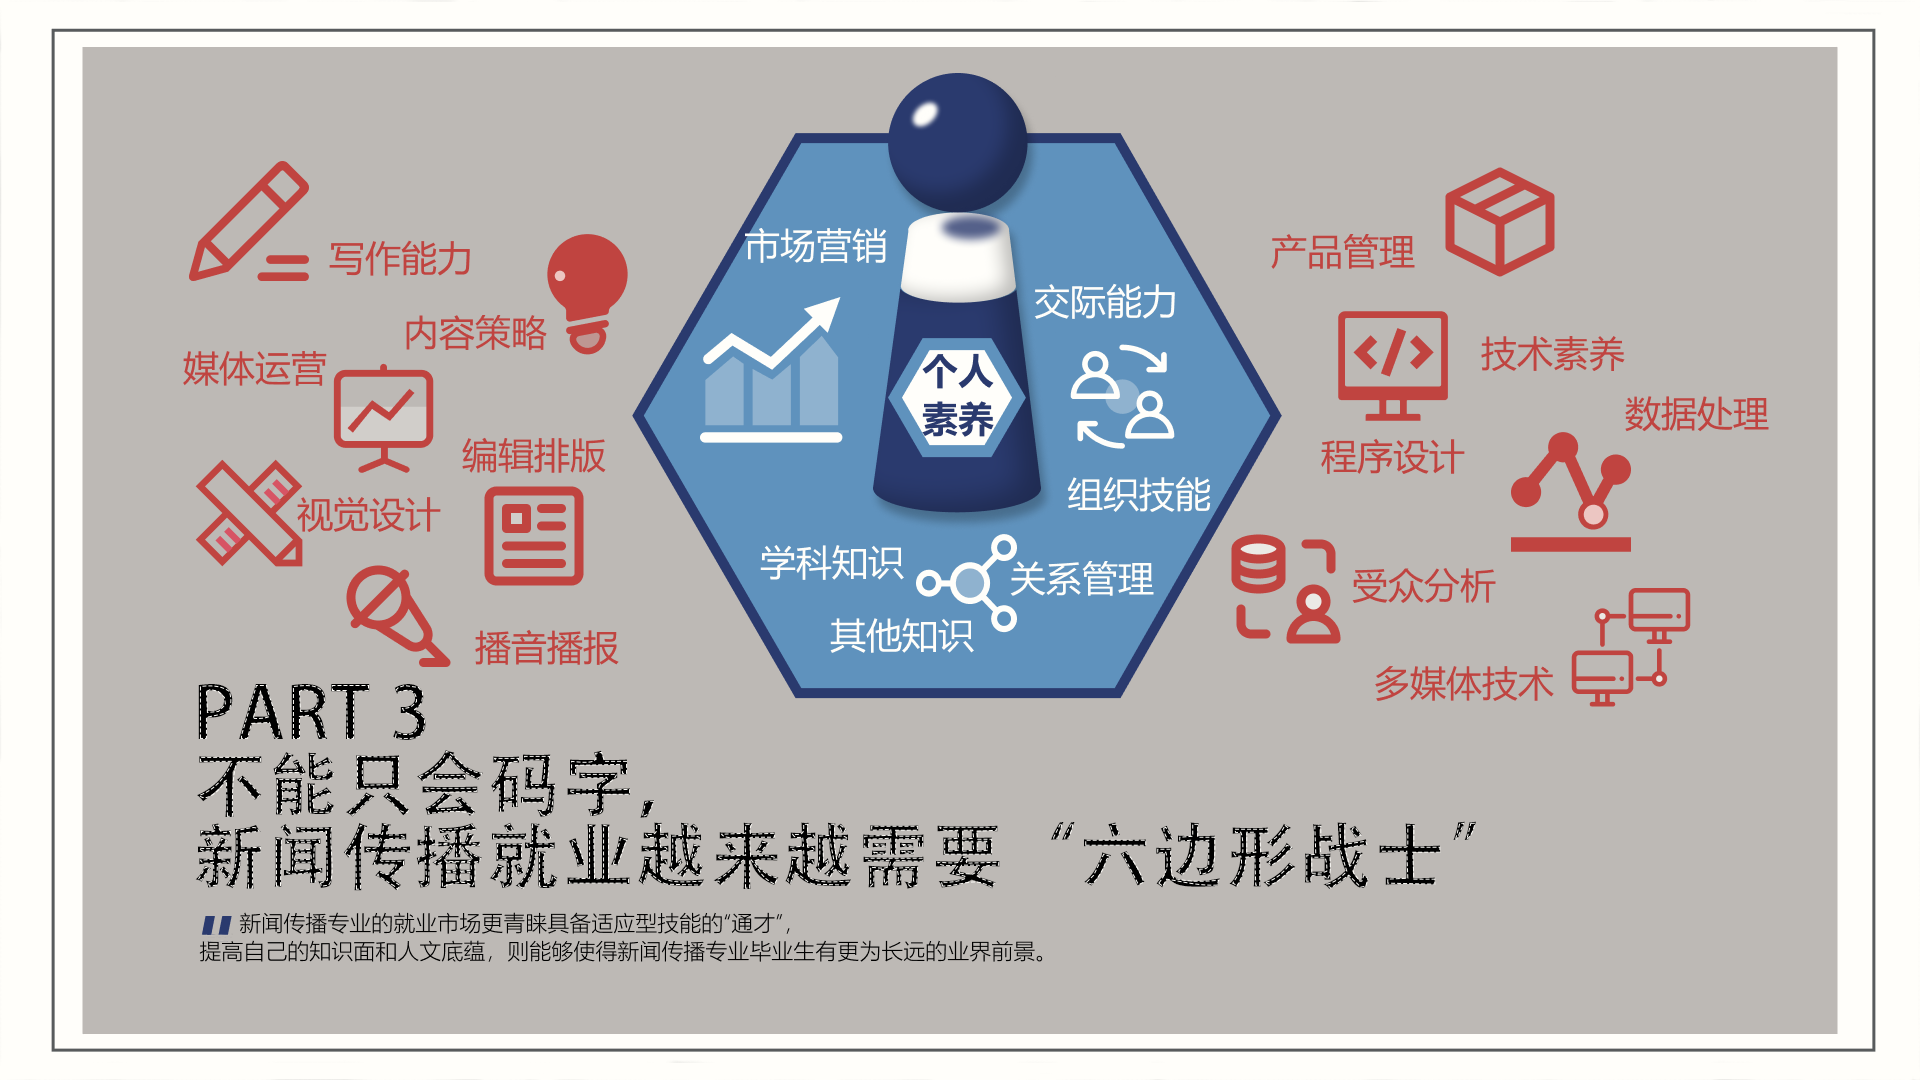 写作能力
内容策略
媒体运营
编辑排版
视觉设计
播音播报
市场营销
交际能力
个人
素养
组织技能
学科知识
关系管理
其他知识
产品管理
技术素养
数据处理
程序设计
受众分析
多媒体技术
PART 3
不能只会码字,
新闻传播就业越来越需要“六边形战士”
新闻传播专业的就业市场更青睐具备适应型技能的“通才”,
提高自己的知识面和人文底蕴, 则能够使得新闻传播专业毕业生有更为长远的业界前景。